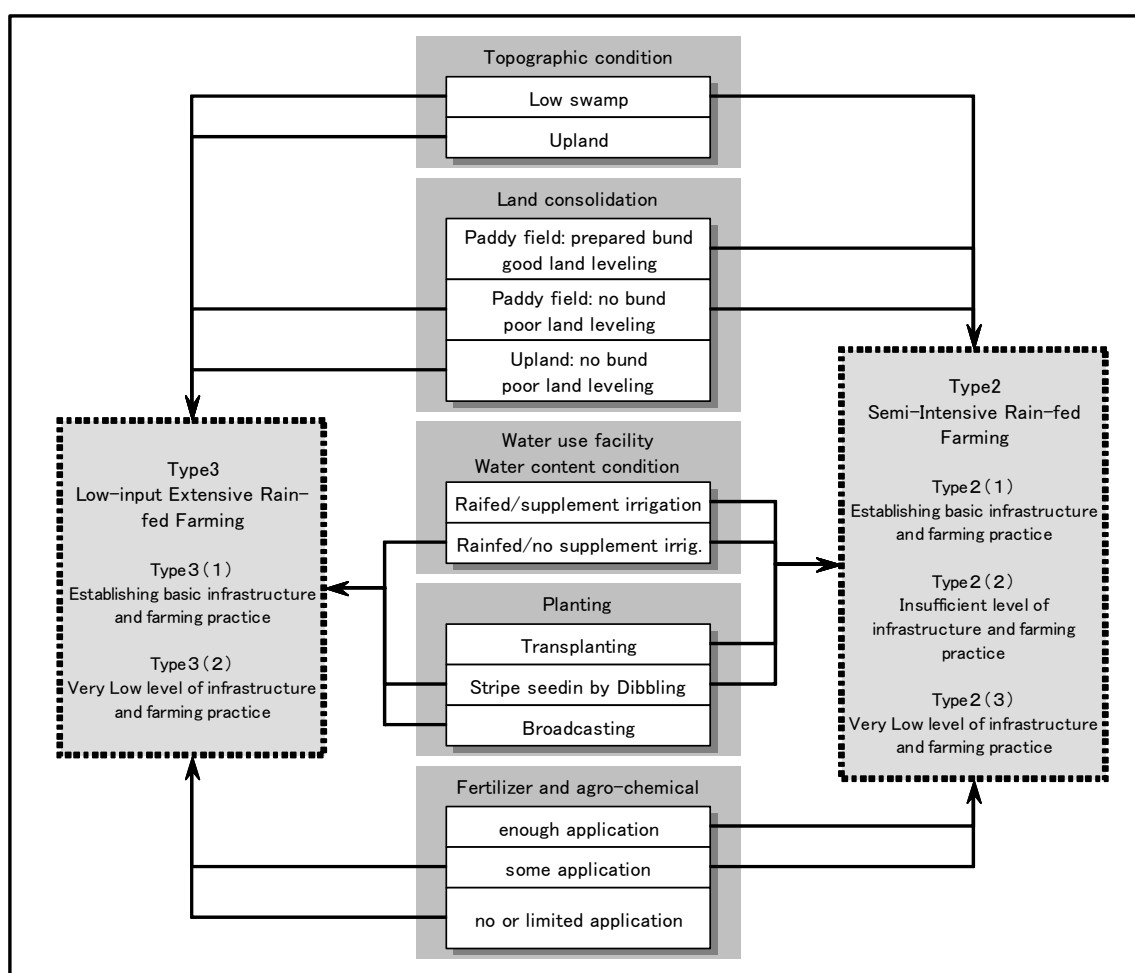 Topographic condition
Low swamp
Upland
Land consolidation
Paddy field: prepared bund
good land leveling
Paddy field: no bund
poor land leveling
Upland: no bund
poor land leveling
Water use facility
Water content condition
Raifed/supplement irrigation
Rainfed/no supplement irrig.
Planting
Transplanting
Stripe seedin by Dibbling
Broadcasting
Fertilizer and agro-chemical
enough application
some application
no or limited application
Type3
Low-input Extensive Rain-
fed Farming
Type3(1)
Establishing basic infrastructure
and farming practice
Type3(2)
Very Low level of infrastructure
and farming practice
Type2
Semi-Intensive Rain-fed
Farming
Type2(1)
Establishing basic infrastructure
and farming practice
Type2(2)
Insufficient level of
infrastructure and farming
practice
Type2(3)
Very Low level of infrastructure
and farming practice